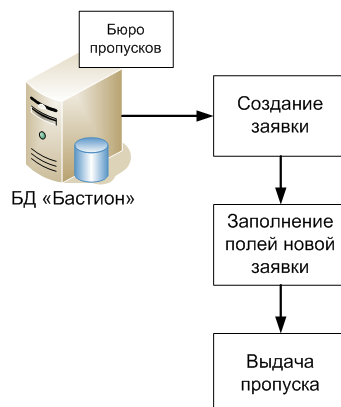 Бюро
пропусков
БД «Бастион»
Создание
заявки
Заполнение
полей новой
заявки
Выдача
пропуска